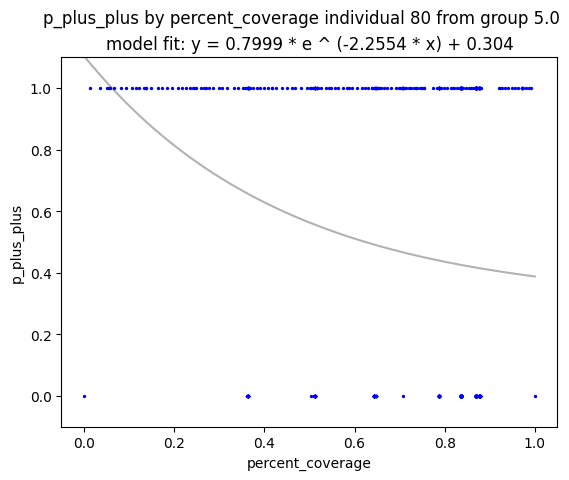 p_plus_plus by percent_coverage individual 80 from group 5.0
model fit: y = 0.7999 * e ^ (-2.2554 * x) + 0.304
p_plus_plus
1.0
0.8
0.6
0.4
0.2
0.0
0.0 0.2 0.4 0.6 0.8 1.0
percent_coverage